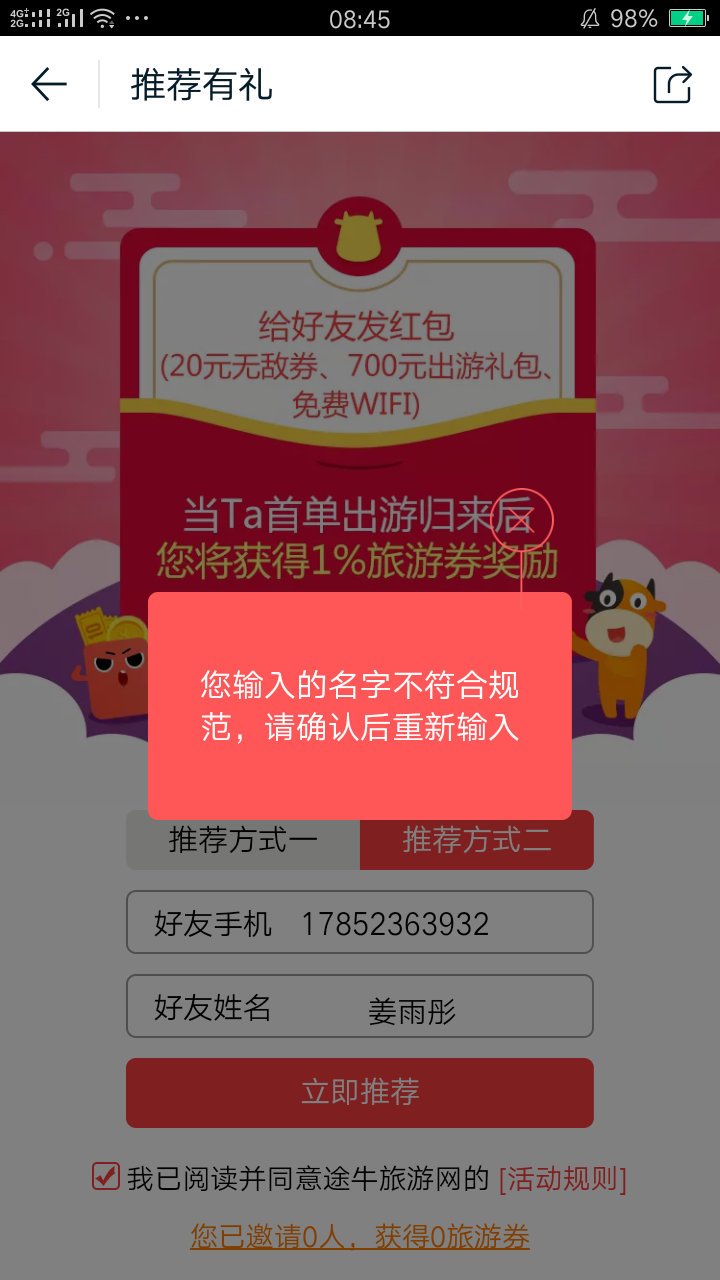 4G+ 2G 2G 08:45 98%
推荐有礼
给好友发红包
(20元无敌券、700元出游礼包、
免费WIFI)
当Ta首单出游归来后
您将获得1%旅游券奖励
您输入的名字不符合规
范，请确认后重新输入
推荐方式一 推荐方式二
好友手机 17852363932
好友姓名 姜雨彤
立即推荐
我已阅读并同意途牛旅游网的 [活动规则]
您已邀请0人，获得0旅游券